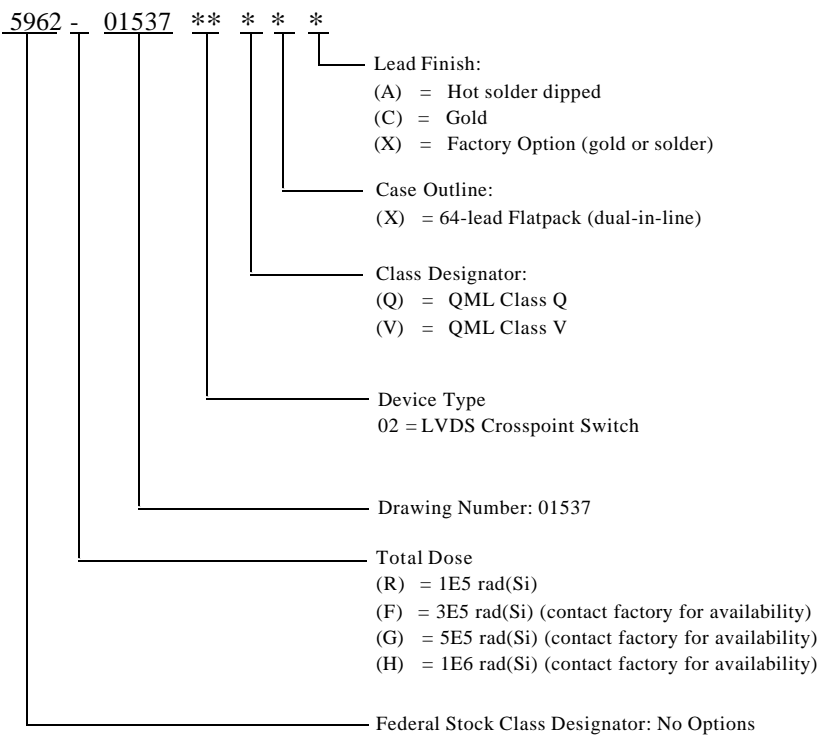 5962 - 01537 ** * * *
Lead Finish:
(A) = Hot solder dipped
(C) = Gold
(X) = Factory Option (gold or solder)
Case Outline:
(X) = 64-lead Flatpack (dual-in-line)
Class Designator:
(Q) = QML Class Q
(V) = QML Class V
Device Type
02 = LVDS Crosspoint Switch
Drawing Number: 01537
Total Dose
(R) = 1E5 rad(Si)
(F) = 3E5 rad(Si) (contact factory for availability)
(G) = 5E5 rad(Si) (contact factory for availability)
(H) = 1E6 rad(Si) (contact factory for availability)
Federal Stock Class Designator: No Options